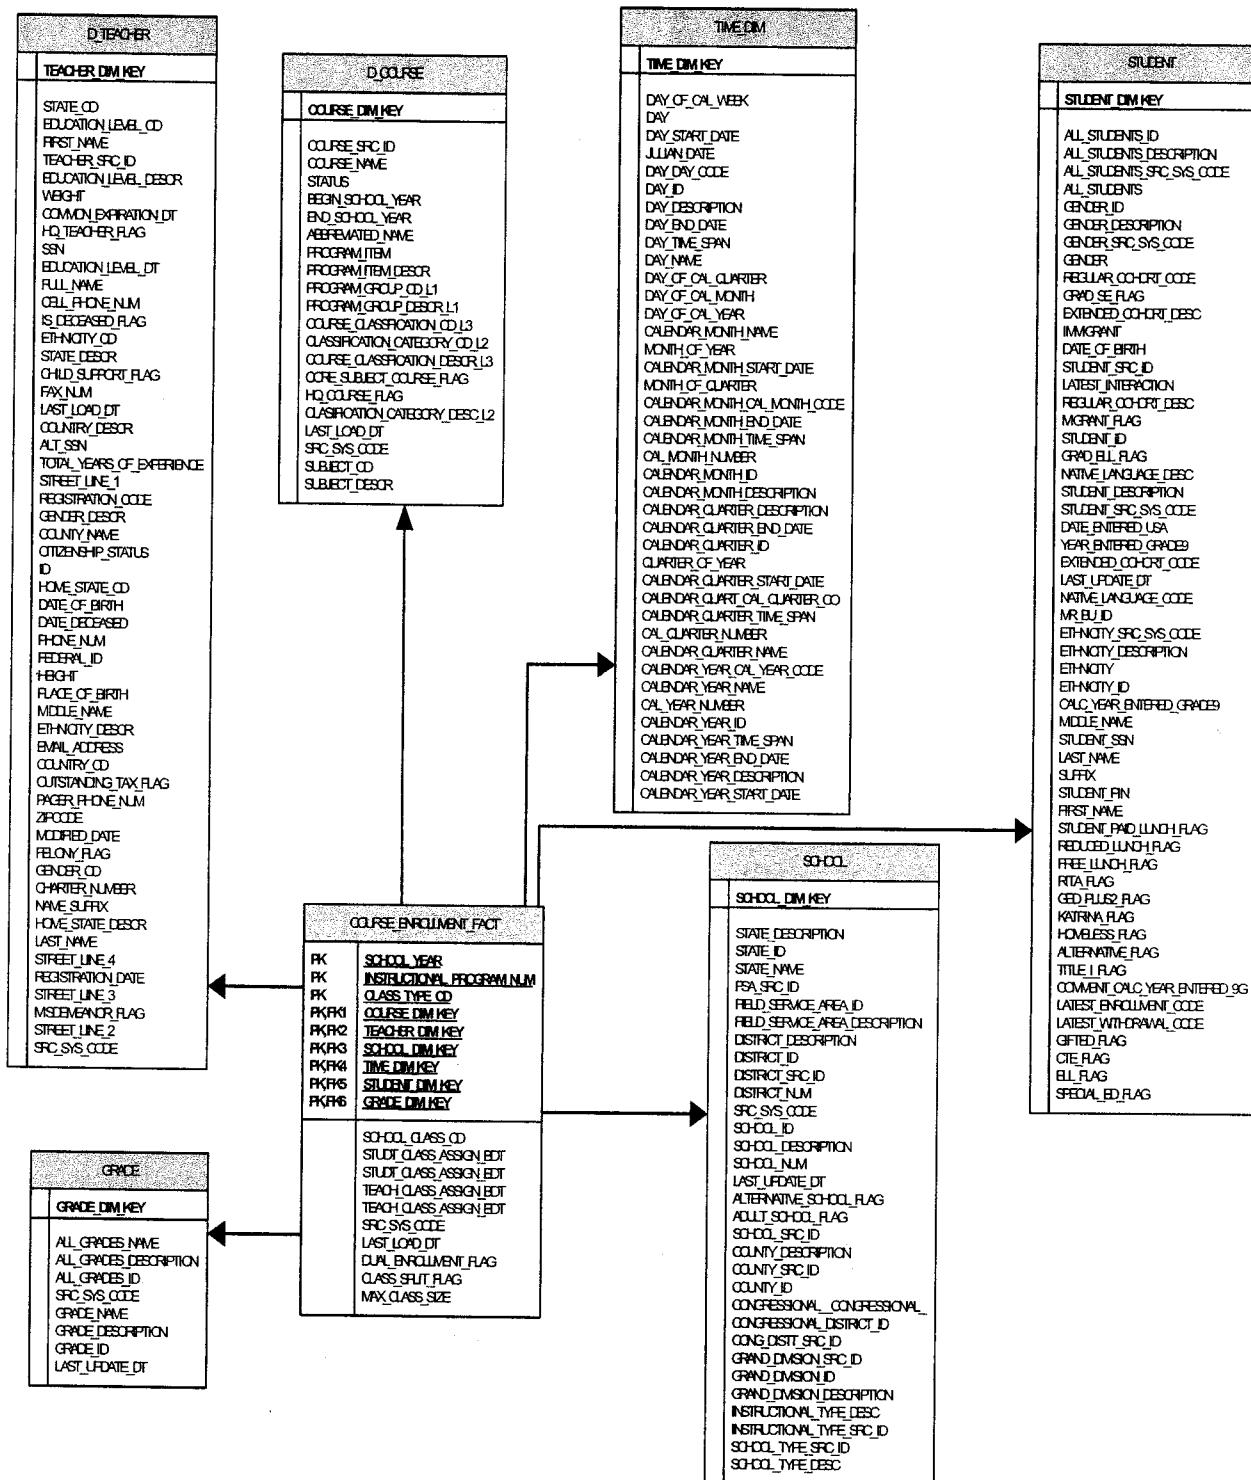 D_TEACHER
TEACHER_DIM_KEY
STATE_CD
EDUCATION_LEVEL_CD
FIRST_NAME
TEACHER_SRC_ID
EDUCATION_LEVEL_DESCR
WEIGHT
COMMON_EXPIRATION_DT
HQ_TEACHER_FLAG
SSN
EDUCATION_LEVEL_DT
FULL_NAME
CELL_PHONE_NUM
IS_DECEASED_FLAG
ETHNICITY_CD
STATE_DESCR
CHILD_SUPPORT_FLAG
FAX_NUM
LAST_LOAD_DT
COUNTRY_DESCR
ALT_SSN
TOTAL_YEARS_OF_EXPERIENCE
STREET_LINE_1
REGISTRATION_CODE
GENDER_DESCR
COUNTY_NAME
CITIZENSHIP_STATUS
ID
HOME_STATE_CD
DATE_OF_BIRTH
DATE_DECEASED
PHONE_NUM
FEDERAL_ID
HEIGHT
PLACE_OF_BIRTH
MIDDLE_NAME
ETHNICITY_DESCR
EMAIL_ADDRESS
COUNTRY_CD
OUTSTANDING_TAX_FLAG
PAGER_PHONE_NUM
ZIPCODE
MODIFIED_DATE
FELONY_FLAG
GENDER_CD
CHARTER_NUMBER
NAME_SUFFIX
HOME_STATE_DESCR
LAST_NAME
STREET_LINE_4
REGISTRATION_DATE
STREET_LINE_3
MISDEMEANOR_FLAG
STREET_LINE_2
SRC_SYS_CODE
D_COURSE
COURSE_DIM_KEY
COURSE_SRC_ID
COURSE_NAME
STATUS
BEGIN_SCHOOL_YEAR
END_SCHOOL_YEAR
ABBREVIATED_NAME
PROGRAM_ITEM
PROGRAM_ITEM_DESCR
PROGRAM_GROUP_CD_L1
PROGRAM_GROUP_DESCR_L1
COURSE_CLASSIFICATION_CD_L3
CLASSIFICATION_CATEGORY_CD_L2
COURSE_CLASSIFICATION_DESCR_L3
CORE_SUBJECT_COURSE_FLAG
HQ_COURSE_FLAG
CLASIFICATION_CATEGORY_DESC_L2
LAST_LOAD_DT
SRC_SYS_CODE
SUBJECT_CD
SUBJECT_DESCR
TIME_DIM
TIME_DIM_KEY
DAY_OF_CAL_WEEK
DAY
DAY_START_DATE
JULIAN_DATE
DAY_DAY_CODE
DAY_ID
DAY_DESCRIPTION
DAY_END_DATE
DAY_TIME_SPAN
DAY_NAME
DAY_OF_CAL_QUARTER
DAY_OF_CAL_MONTH
DAY_OF_CAL_YEAR
CALENDAR_MONTH_NAME
MONTH_OF_YEAR
CALENDAR_MONTH_START_DATE
MONTH_OF_QUARTER
CALENDAR_MONTH_CAL_MONTH_CODE
CALENDAR_MONTH_END_DATE
CALENDAR_MONTH_TIME_SPAN
CAL_MONTH_NUMBER
CALENDAR_MONTH_ID
CALENDAR_MONTH_DESCRIPTION
CALENDAR_QUARTER_DESCRIPTION
CALENDAR_QUARTER_END_DATE
CALENDAR_QUARTER_ID
QUARTER_OF_YEAR
CALENDAR_QUARTER_START_DATE
CALENDAR_QUART_CAL_QUARTER_CO
CALENDAR_QUARTER_TIME_SPAN
CAL_QUARTER_NUMBER
CALENDAR_QUARTER_NAME
CALENDAR_YEAR_CAL_YEAR_CODE
CALENDAR_YEAR_NAME
CAL_YEAR_NUMBER
CALENDAR_YEAR_ID
CALENDAR_YEAR_TIME_SPAN
CALENDAR_YEAR_END_DATE
CALENDAR_YEAR_DESCRIPTION
CALENDAR_YEAR_START_DATE
STUDENT
STUDENT_DIM_KEY
ALL_STUDENTS_ID
ALL_STUDENTS_DESCRIPTION
ALL_STUDENTS_SRC_SYS_CODE
ALL_STUDENTS
GENDER_ID
GENDER_DESCRIPTION
GENDER_SRC_SYS_CODE
GENDER
REGULAR_COHORT_CODE
GRAD_SE_FLAG
EXTENDED_COHORT_DESC
IMMIGRANT
DATE_OF_BIRTH
STUDENT_SRC_ID
LATEST_INTERACTION
REGULAR_COHORT_DESC
MIGRANT_FLAG
STUDENT_ID
GRAD_ELL_FLAG
NATIVE_LANGUAGE_DESC
STUDENT_DESCRIPTION
STUDENT_SRC_SYS_CODE
DATE_ENTERED_USA
YEAR_ENTERED_GRADE9
EXTENDED_COHORT_CODE
LAST_UPDATE_DT
NATIVE_LANGUAGE_CODE
MR_ELI_ID
ETHNICITY_SRC_SYS_CODE
ETHNICITY_DESCRIPTION
ETHNICITY
ETHNICITY_ID
CALC_YEAR_ENTERED_GRADE9
MIDDLE_NAME
STUDENT_SSN
LAST_NAME
SUFFIX
STUDENT_PIN
FIRST_NAME
STUDENT_PAID_LUNCH_FLAG
REDUCED_LUNCH_FLAG
FREE_LUNCH_FLAG
RITA_FLAG
GED_PLUS2_FLAG
KATRINA_FLAG
HOMELESS_FLAG
ALTERNATIVE_FLAG
TITLE_I_FLAG
COMMENT_CALC_YEAR_ENTERED_9G
LATEST_ENROLLMENT_CODE
LATEST_WITHDRAWAL_CODE
GIFTED_FLAG
CTE_FLAG
ELL_FLAG
SPECIAL_ED_FLAG
COURSE_ENROLLMENT_FACT
PK SCHOOL_YEAR
PK INSTRUCTIONAL_PROGRAM_NUM
PK CLASS_TYPE_CD
PK,FK1 COURSE_DIM_KEY
PK,FK2 TEACHER_DIM_KEY
PK,FK3 SCHOOL_DIM_KEY
PK,FK4 TIME_DIM_KEY
PK,FK5 STUDENT_DIM_KEY
PK,FK6 GRADE_DIM_KEY
SCHOOL_CLASS_CD
STUDT_CLASS_ASSIGN_BDT
STUDT_CLASS_ASSIGN_EDT
TEACH_CLASS_ASSIGN_BDT
TEACH_CLASS_ASSIGN_EDT
SRC_SYS_CODE
LAST_LOAD_DT
DUAL_ENROLLMENT_FLAG
CLASS_SPLIT_FLAG
MAX_CLASS_SIZE
SCHOOL
SCHOOL_DIM_KEY
STATE_DESCRIPTION
STATE_ID
STATE_NAME
FSA_SRC_ID
FIELD_SERVICE_AREA_ID
FIELD_SERVICE_AREA_DESCRIPTION
DISTRICT_DESCRIPTION
DISTRICT_ID
DISTRICT_SRC_ID
DISTRICT_NUM
SRC_SYS_CODE
SCHOOL_ID
SCHOOL_DESCRIPTION
SCHOOL_NUM
LAST_UPDATE_DT
ALTERNATIVE_SCHOOL_FLAG
ADULT_SCHOOL_FLAG
SCHOOL_SRC_ID
COUNTY_DESCRIPTION
COUNTY_SRC_ID
COUNTY_ID
CONGRESSIONAL__CONGRESSIONAL_
CONGRESSIONAL_DISTRICT_ID
CONG_DISTT_SRC_ID
GRAND_DIVISION_SRC_ID
GRAND_DIVISION_ID
GRAND_DIVISION_DESCRIPTION
INSTRUCTIONAL_TYPE_DESC
INSTRUCTIONAL_TYPE_SRC_ID
SCHOOL_TYPE_SRC_ID
SCHOOL_TYPE_DESC
GRADE
GRADE_DIM_KEY
ALL_GRADES_NAME
ALL_GRADES_DESCRIPTION
ALL_GRADES_ID
SRC_SYS_CODE
GRADE_NAME
GRADE_DESCRIPTION
GRADE_ID
LAST_UPDATE_DT